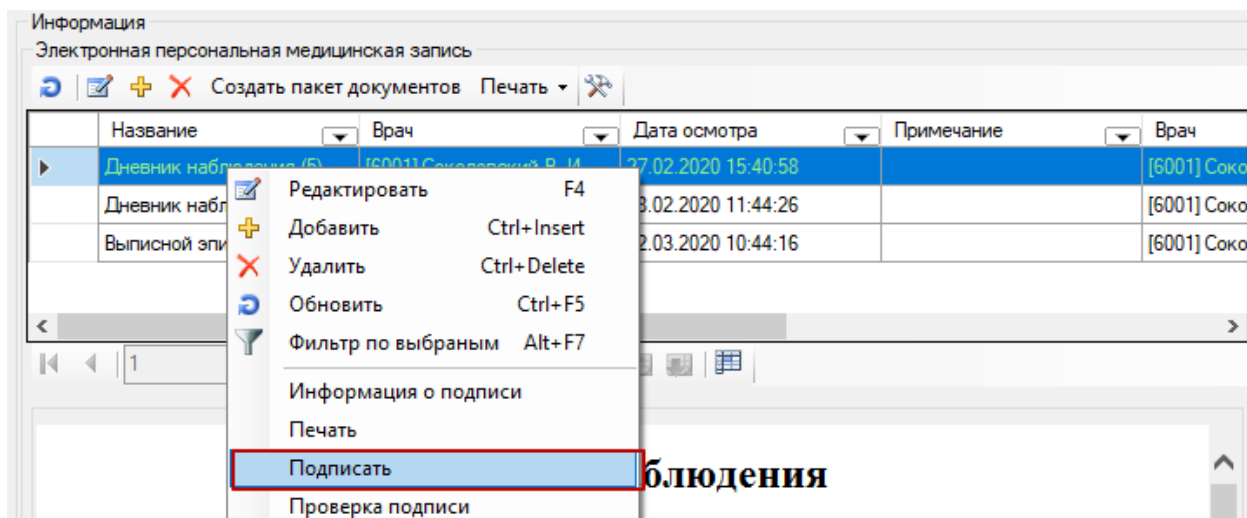 Информация
Электронная персональная медицинская запись
Создать пакет документов Печать
Название Врач Дата осмотра Примечание Врач
Дневник наблюдения (5) [6001] Соколовский В. И. 27.02.2020 15:40:58 [6001] Соко
Дневник набл 8.02.2020 11:44:26 [6001] Соко
Выписной эпи 2.03.2020 10:44:16 [6001] Соко
Редактировать F4
Добавить Ctrl+Insert
Удалить Ctrl+Delete
Обновить Ctrl+F5
Фильтр по выбраным Alt+F7
1
Информация о подписи
Печать
Подписать
блюдения
Проверка подписи